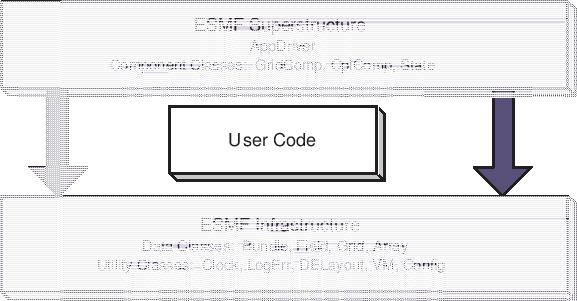 ESMF Superstructure
AppDriver
Component Classes: GridComp, CplComp, State
User Code
ESMF Infrastructure
Data Classes: Bundle, Field, Grid, Array
Utility Classes: Clock, LogErr, DELayout, VM, Config